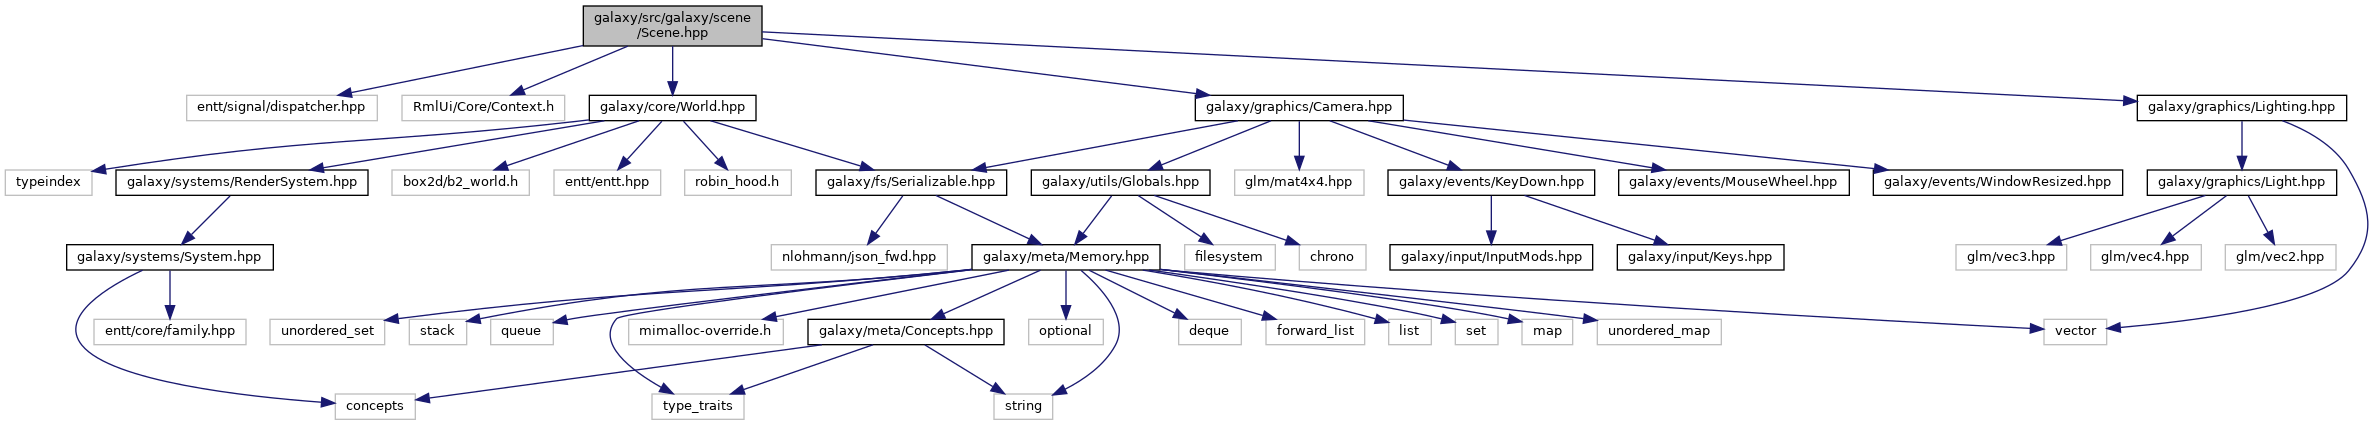 galaxy/src/galaxy/scene
/Scene.hpp
entt/signal/dispatcher.hpp
RmlUi/Core/Context.h
galaxy/core/World.hpp
galaxy/graphics/Camera.hpp
galaxy/graphics/Lighting.hpp
typeindex
galaxy/systems/RenderSystem.hpp
box2d/b2_world.h
entt/entt.hpp
robin_hood.h
galaxy/fs/Serializable.hpp
galaxy/utils/Globals.hpp
glm/mat4x4.hpp
galaxy/events/KeyDown.hpp
galaxy/events/MouseWheel.hpp
galaxy/events/WindowResized.hpp
galaxy/graphics/Light.hpp
galaxy/systems/System.hpp
nlohmann/json_fwd.hpp
galaxy/meta/Memory.hpp
filesystem
chrono
galaxy/input/InputMods.hpp
galaxy/input/Keys.hpp
glm/vec3.hpp
glm/vec4.hpp
glm/vec2.hpp
entt/core/family.hpp
unordered_set
stack
queue
mimalloc-override.h
galaxy/meta/Concepts.hpp
optional
deque
forward_list
list
set
map
unordered_map
vector
concepts
type_traits
string